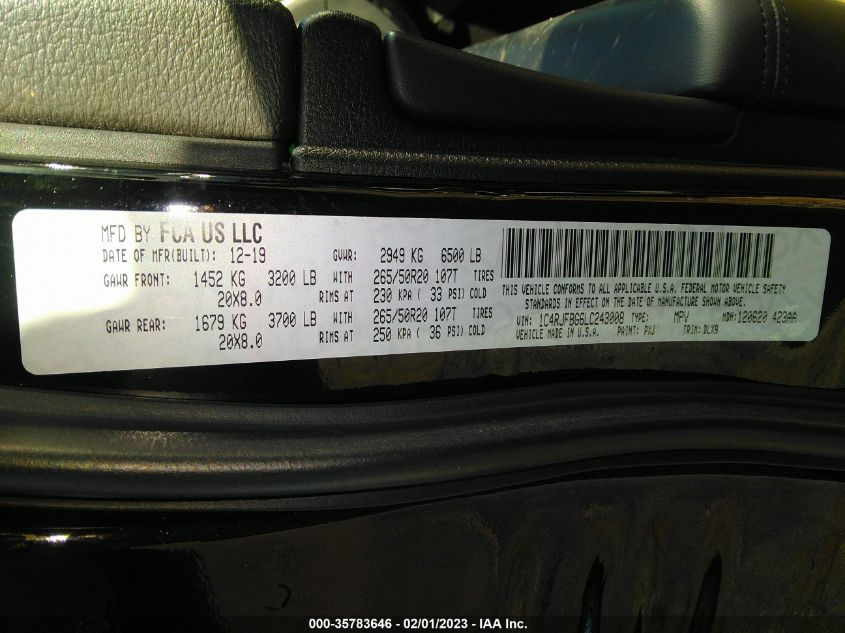 MFD BY FCA US LLC
DATE OF MFR(BUILT): 12-19 GVWR: 2949 KG 6500 LB
GAWR FRONT: 1452 KG 3200 LB WITH 265/50R20 107T TIRES
20X8.0 RIMS AT 230 KPA ( 33 PSI) COLD
GAWR REAR: 1679 KG 3700 LB WITH 265/50R20 107T TIRES
20X8.0 RIMS AT 250 KPA ( 36 PSI) COLD
THIS VEHICLE CONFORMS TO ALL APPLICABLE U.S.A. FEDERAL MOTOR VEHICLE SAFETY
STANDARDS IN EFFECT ON THE DATE OF MANUFACTURE SHOWN ABOVE.
VIN: 1C4RJFBG6LC243008 TYPE: MPV MDH: 120620 423AA
VEHICLE MADE IN U.S.A. PAINT: PXJ TRIM: DLX9
000-35783646 - 02/01/2023 - IAA Inc.